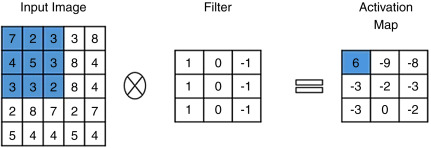 Input Image
Filter
Activation
Map
7 2 3 3 8
4 5 3 8 4
3 3 2 8 4
2 8 7 2 7
5 4 4 5 4
1 0 -1
1 0 -1
1 0 -1
6 -9 -8
-3 -2 -3
-3 0 -2